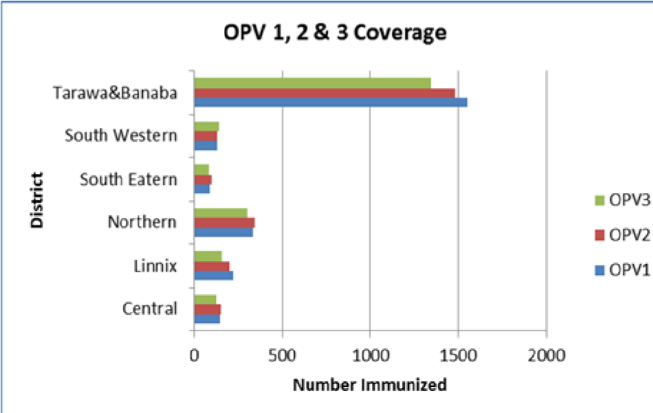 OPV 1, 2 & 3 Coverage
Tarawa&Banaba
South Western
South Eatern
Northern
Linnix
Central
District
OPV3
OPV2
OPV1
0 500 1000 1500 2000
Number Immunized